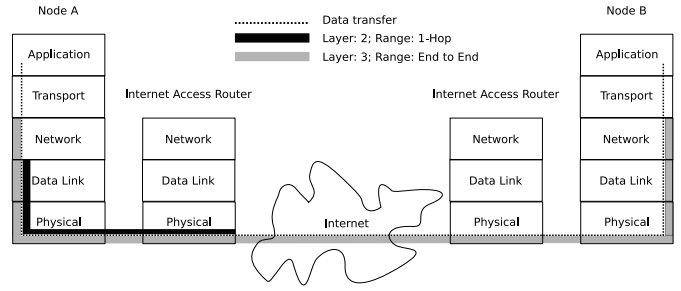 Node A
Node B
Data transfer
Layer: 2; Range: 1-Hop
Layer: 3; Range: End to End
Application
Transport
Network
Data Link
Physical
Internet Access Router
Network
Data Link
Physical
Internet
Internet Access Router
Network
Data Link
Physical
Application
Transport
Network
Data Link
Physical